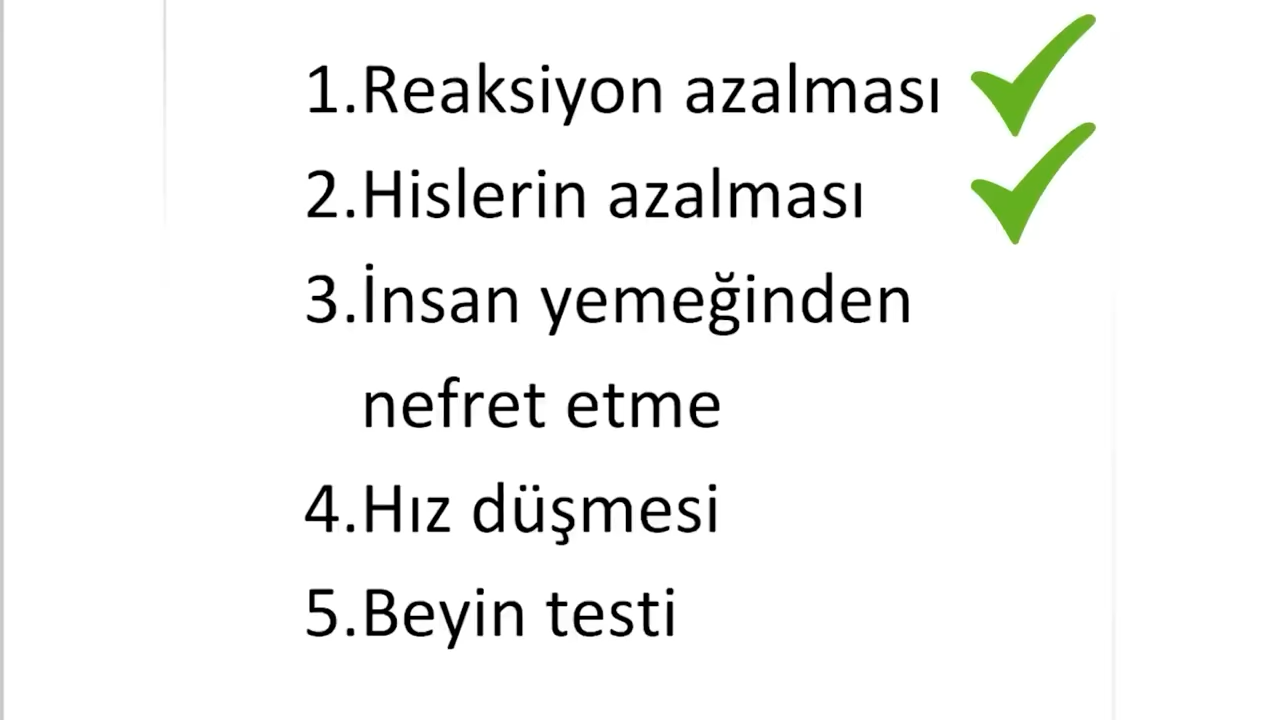 1.Reaksiyon azalması
2.Hislerin azalması
3.İnsan yemeğinden
nefret etme
4.Hız düşmesi
5.Beyin testi